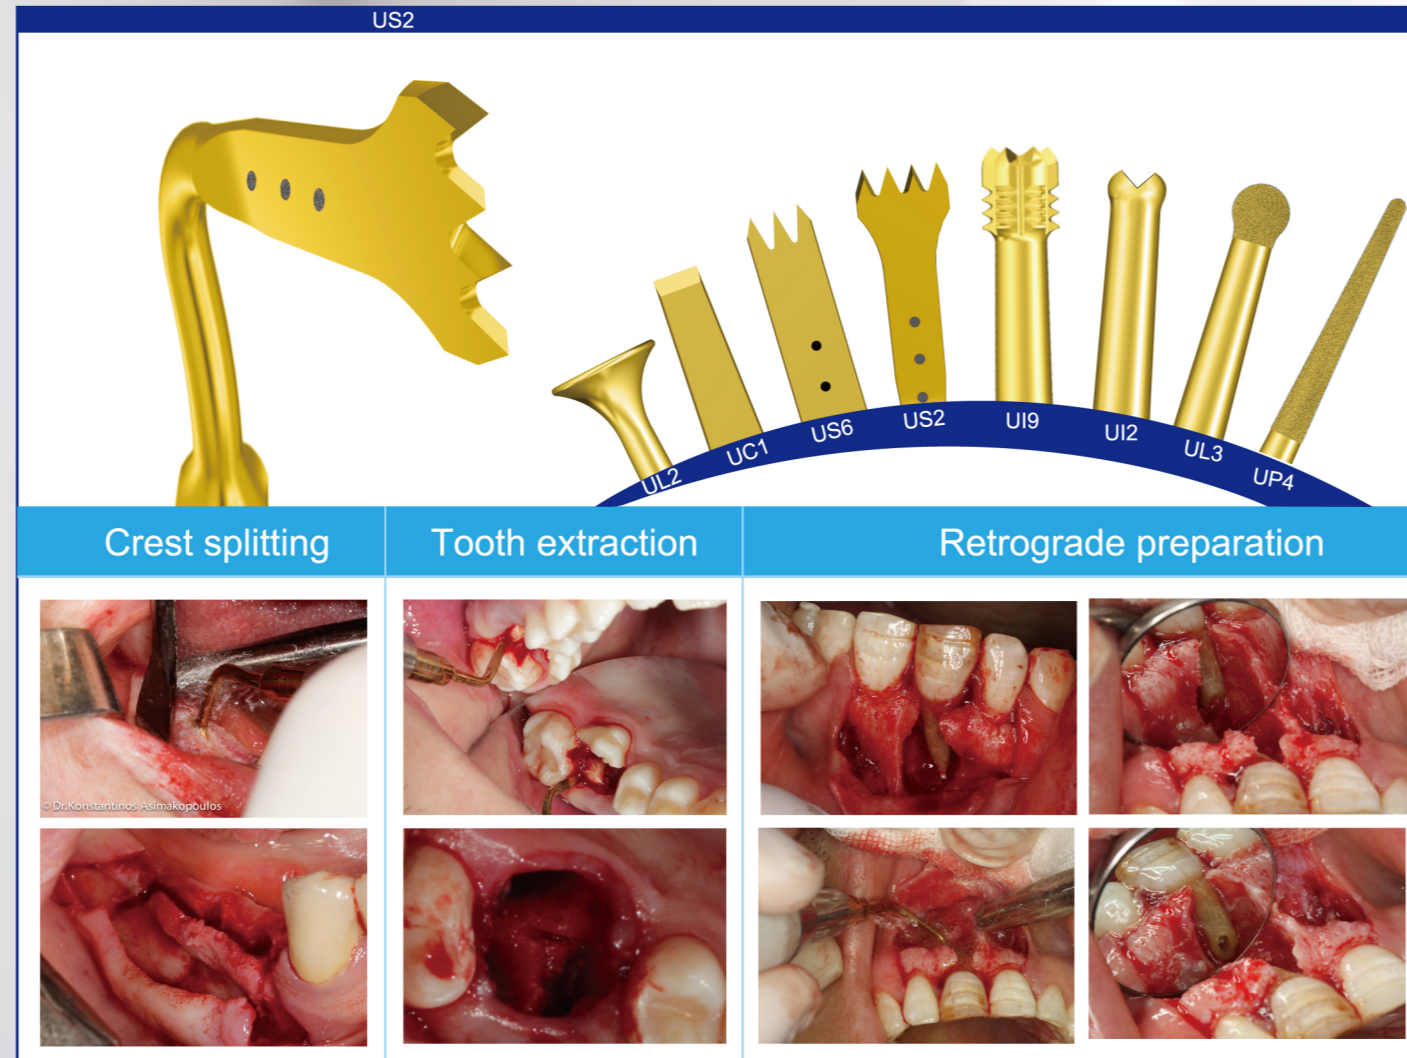 US2
UL2
UC1
US6
US2
UI9
UI2
UL3
UP4
Crest splitting
Tooth extraction
Retrograde preparation
© Dr.Konstantinos Asimakopoulos